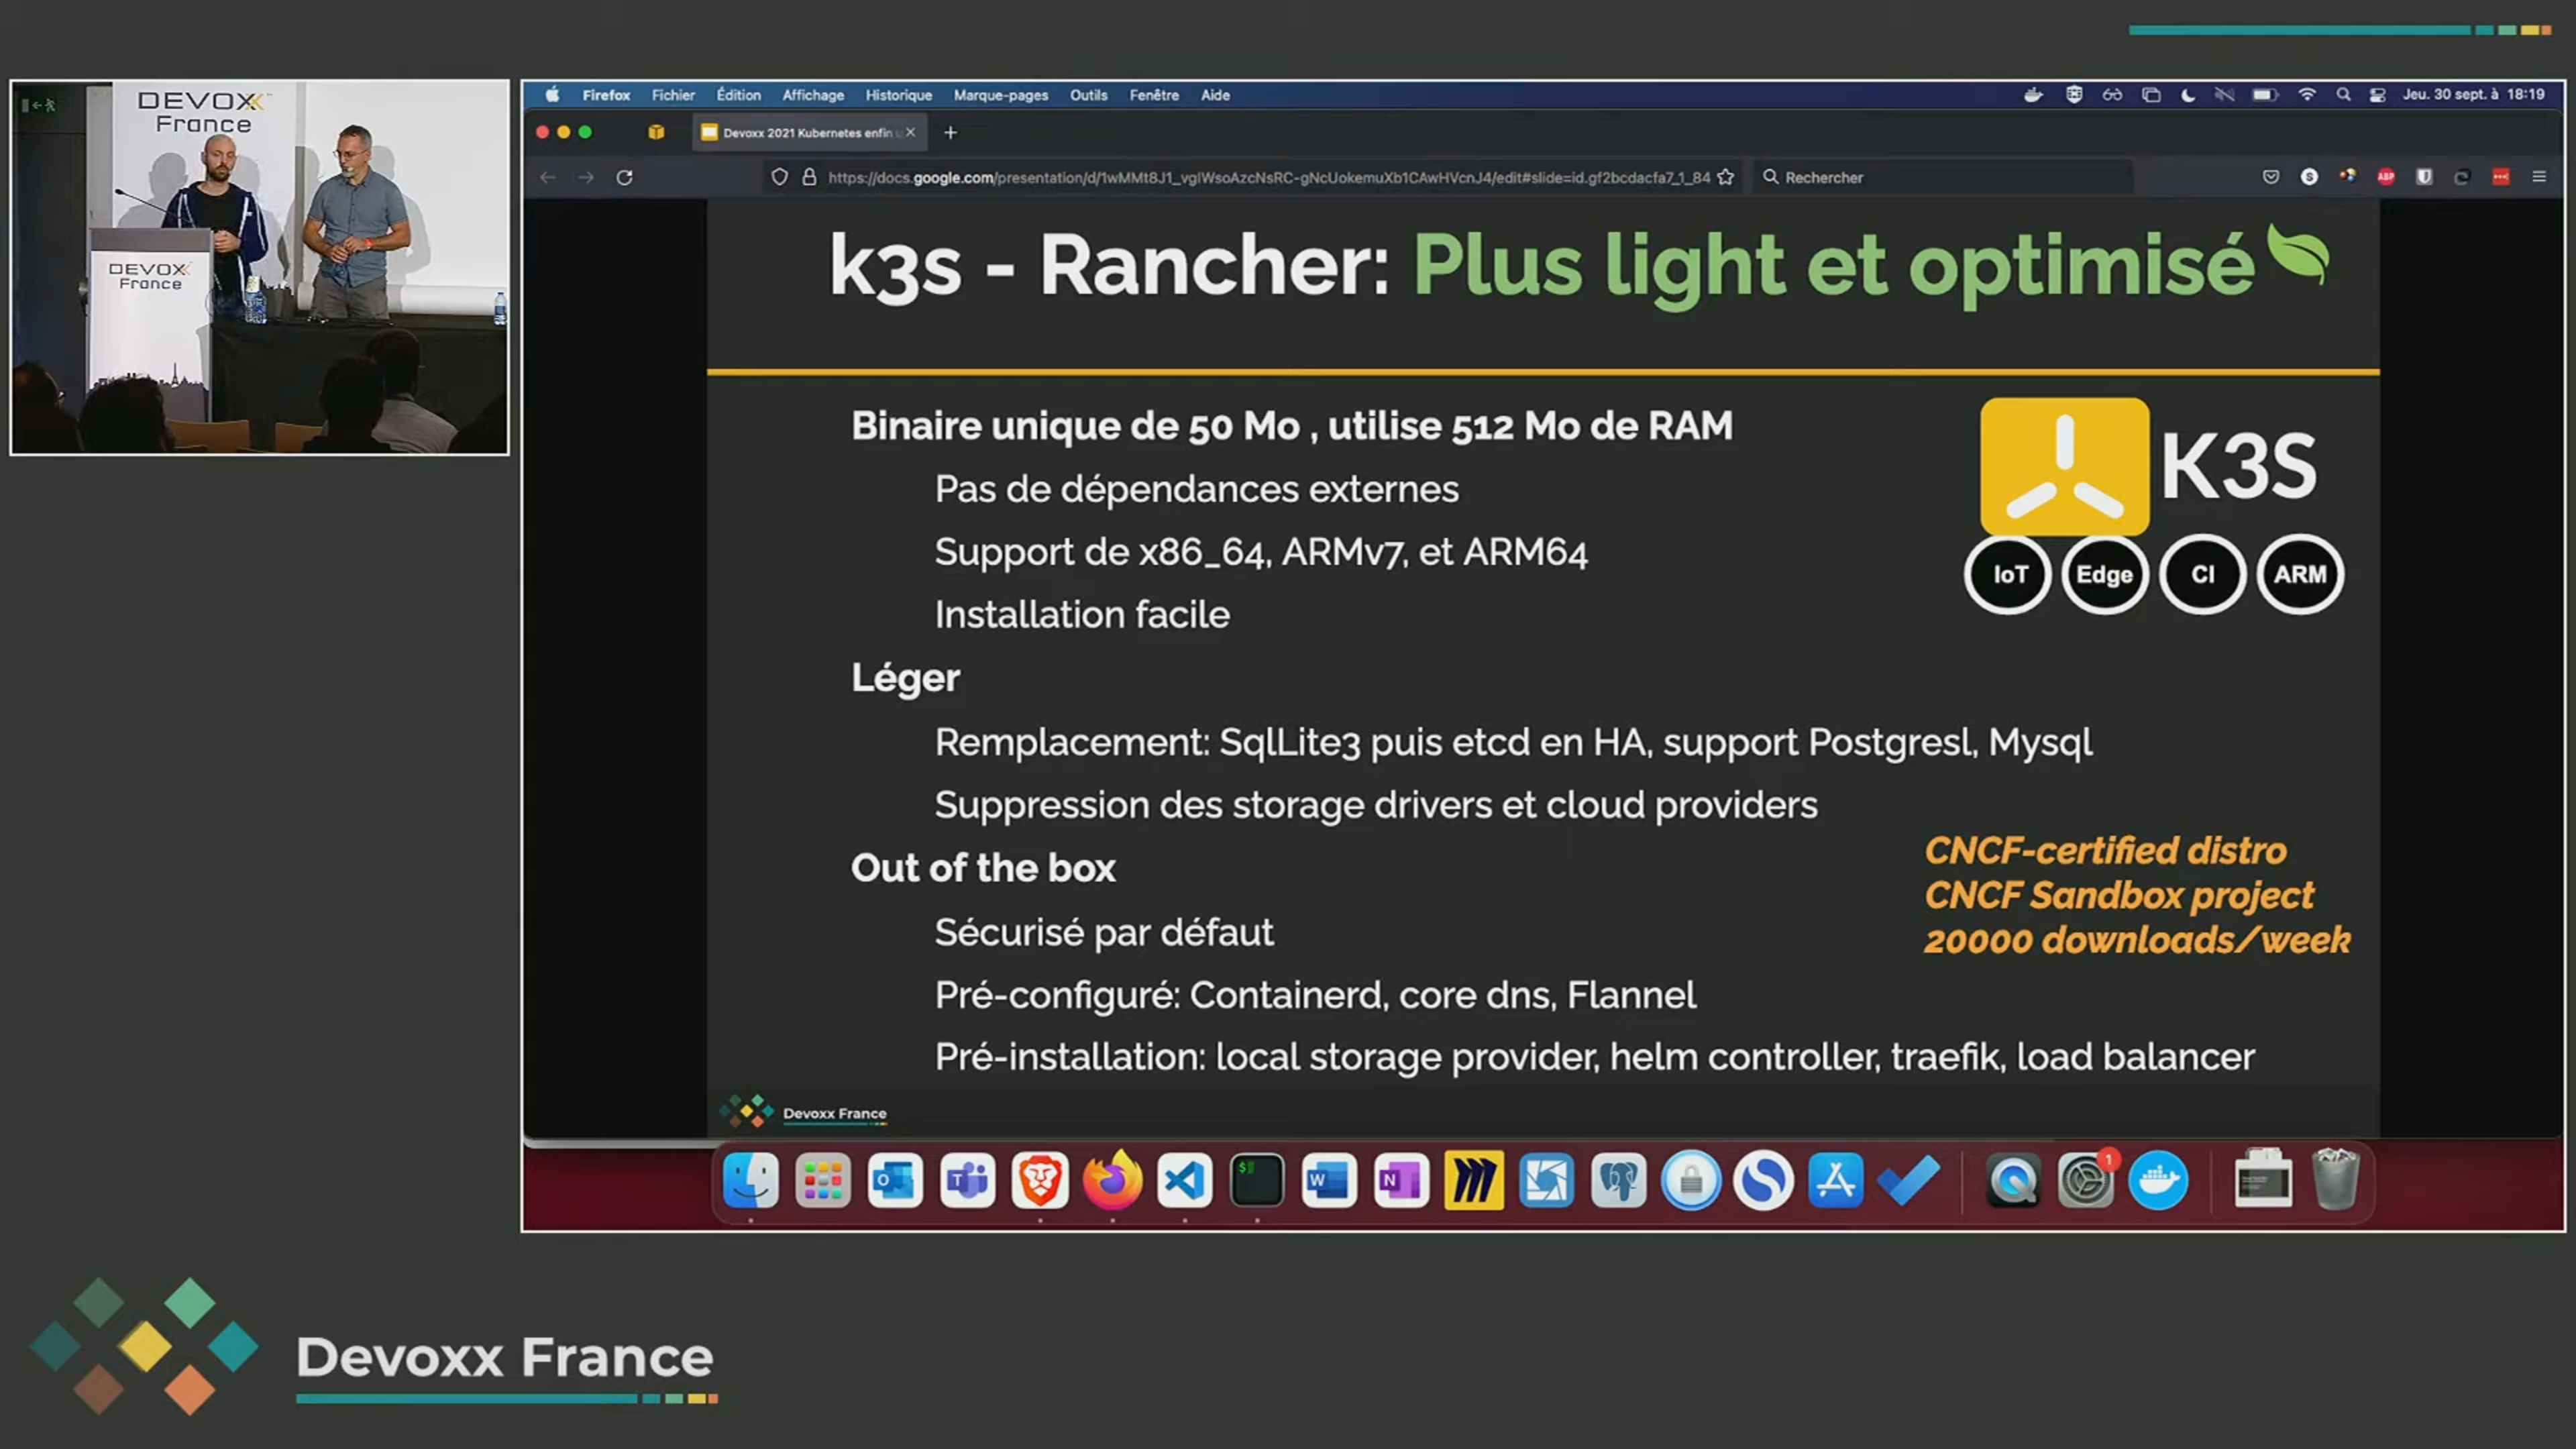 DEVOXX
France
DEVOXX
France
Firefox Fichier Édition Affichage Historique Marque-pages Outils Fenêtre Aide
Jeu. 30 sept. à 18:19
Devoxx 2021 Kubernetes enfin
https://docs.google.com/presentation/d/1wMMt8J1_vgIWsoAzcNsRC-gNcUokemuXb1CAwHVcnJ4/edit#slide=id.gf2bcdacfa7_1_84
Rechercher
S
ABP
k3s - Rancher: Plus light et optimisé
Binaire unique de 50 Mo , utilise 512 Mo de RAM
Pas de dépendances externes
Support de x86_64, ARMv7, et ARM64
Installation facile
K3S
IoT Edge CI ARM
Léger
Remplacement: SqlLite3 puis etcd en HA, support Postgresl, Mysql
Suppression des storage drivers et cloud providers
Out of the box
Sécurisé par défaut
Pré-configuré: Containerd, core dns, Flannel
Pré-installation: local storage provider, helm controller, traefik, load balancer
CNCF-certified distro
CNCF Sandbox project
20000 downloads/week
Devoxx France
O
T
$
W
N
1
Devoxx France